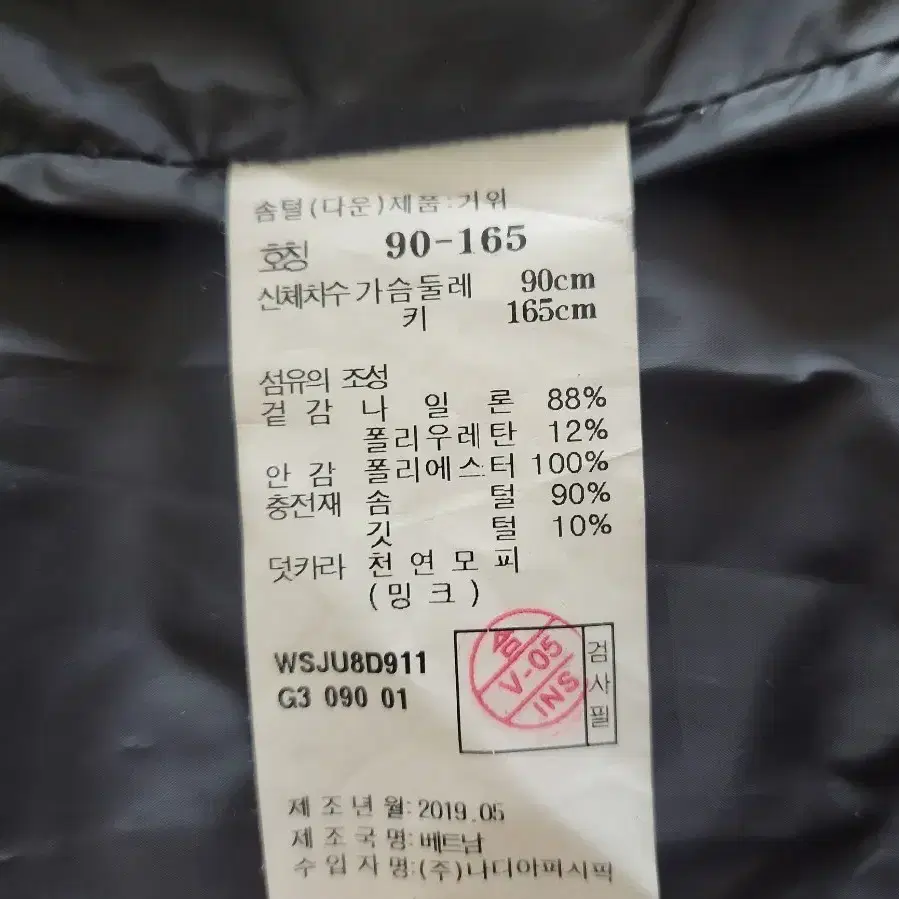 솜털(다운)제품:거위
호칭 90-165
신체치수 가슴둘레 90cm
키 165cm
섬유의 조성
겉감 나일론 88%
폴리우레탄 12%
안감 폴리에스터 100%
충전재 솜털 90%
깃털 10%
덧카라 천연모피
(밍크)
WSJU8D911
G3 090 01
V-05
INS
검사필
제조년월:2019.05
제조국명:베트남
수입자명:(주)나디아퍼시픽